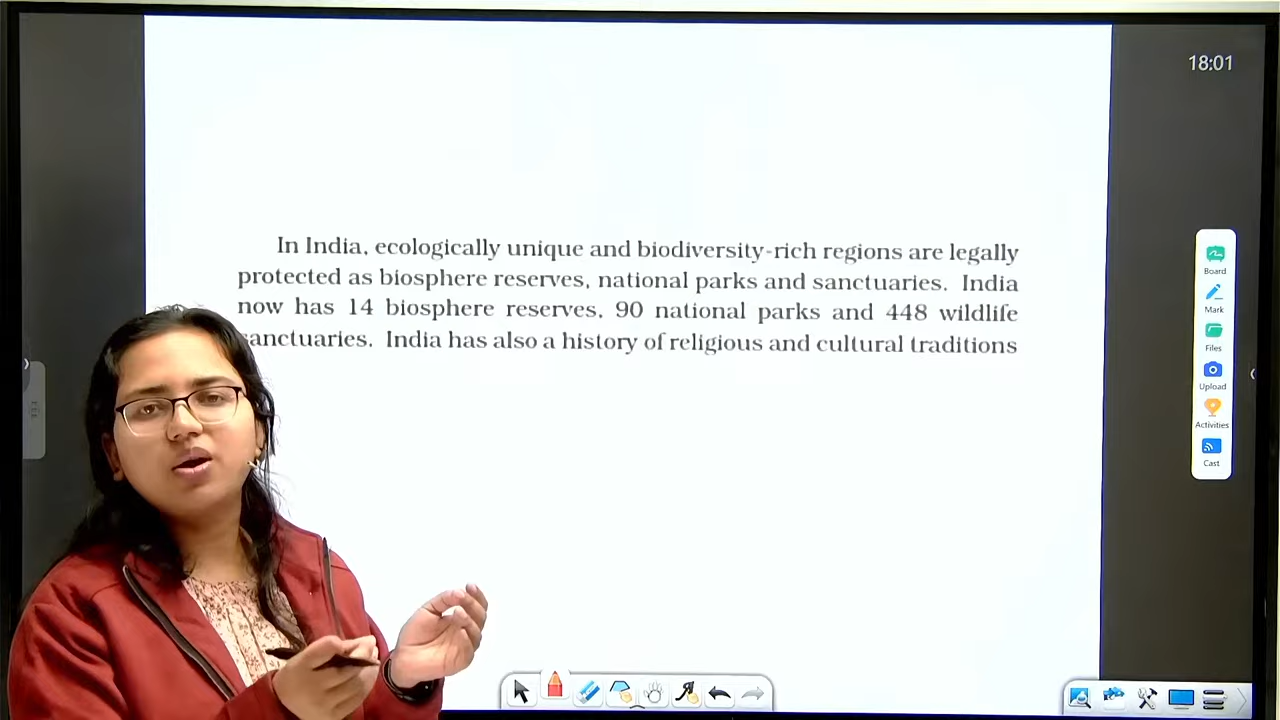 18:01
In India, ecologically unique and biodiversity-rich regions are legally
protected as biosphere reserves, national parks and sanctuaries. India
now has 14 biosphere reserves, 90 national parks and 448 wildlife
sanctuaries. India has also a history of religious and cultural traditions
Board
Mark
Files
Upload
Activities
Cast